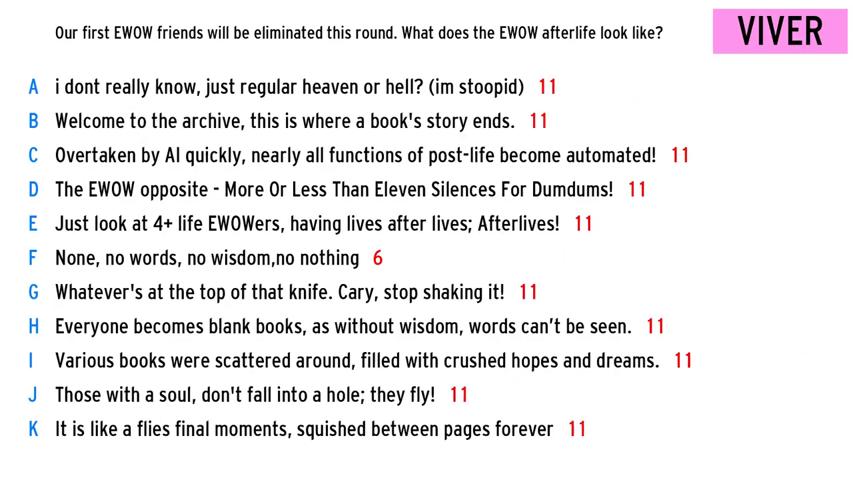 Our first EWOW friends will be eliminated this round. What does the EWOW afterlife look like?
VIVER
A i dont really know, just regular heaven or hell? (im stoopid) 11
B Welcome to the archive, this is where a book's story ends. 11
C Overtaken by AI quickly, nearly all functions of post-life become automated! 11
D The EWOW opposite - More Or Less Than Eleven Silences For Dumdums! 11
E Just look at 4+ life EWOWers, having lives after lives; Afterlives! 11
F None, no words, no wisdom,no nothing 6
G Whatever's at the top of that knife. Cary, stop shaking it! 11
H Everyone becomes blank books, as without wisdom, words can’t be seen. 11
I Various books were scattered around, filled with crushed hopes and dreams. 11
J Those with a soul, don't fall into a hole; they fly! 11
K It is like a flies final moments, squished between pages forever 11